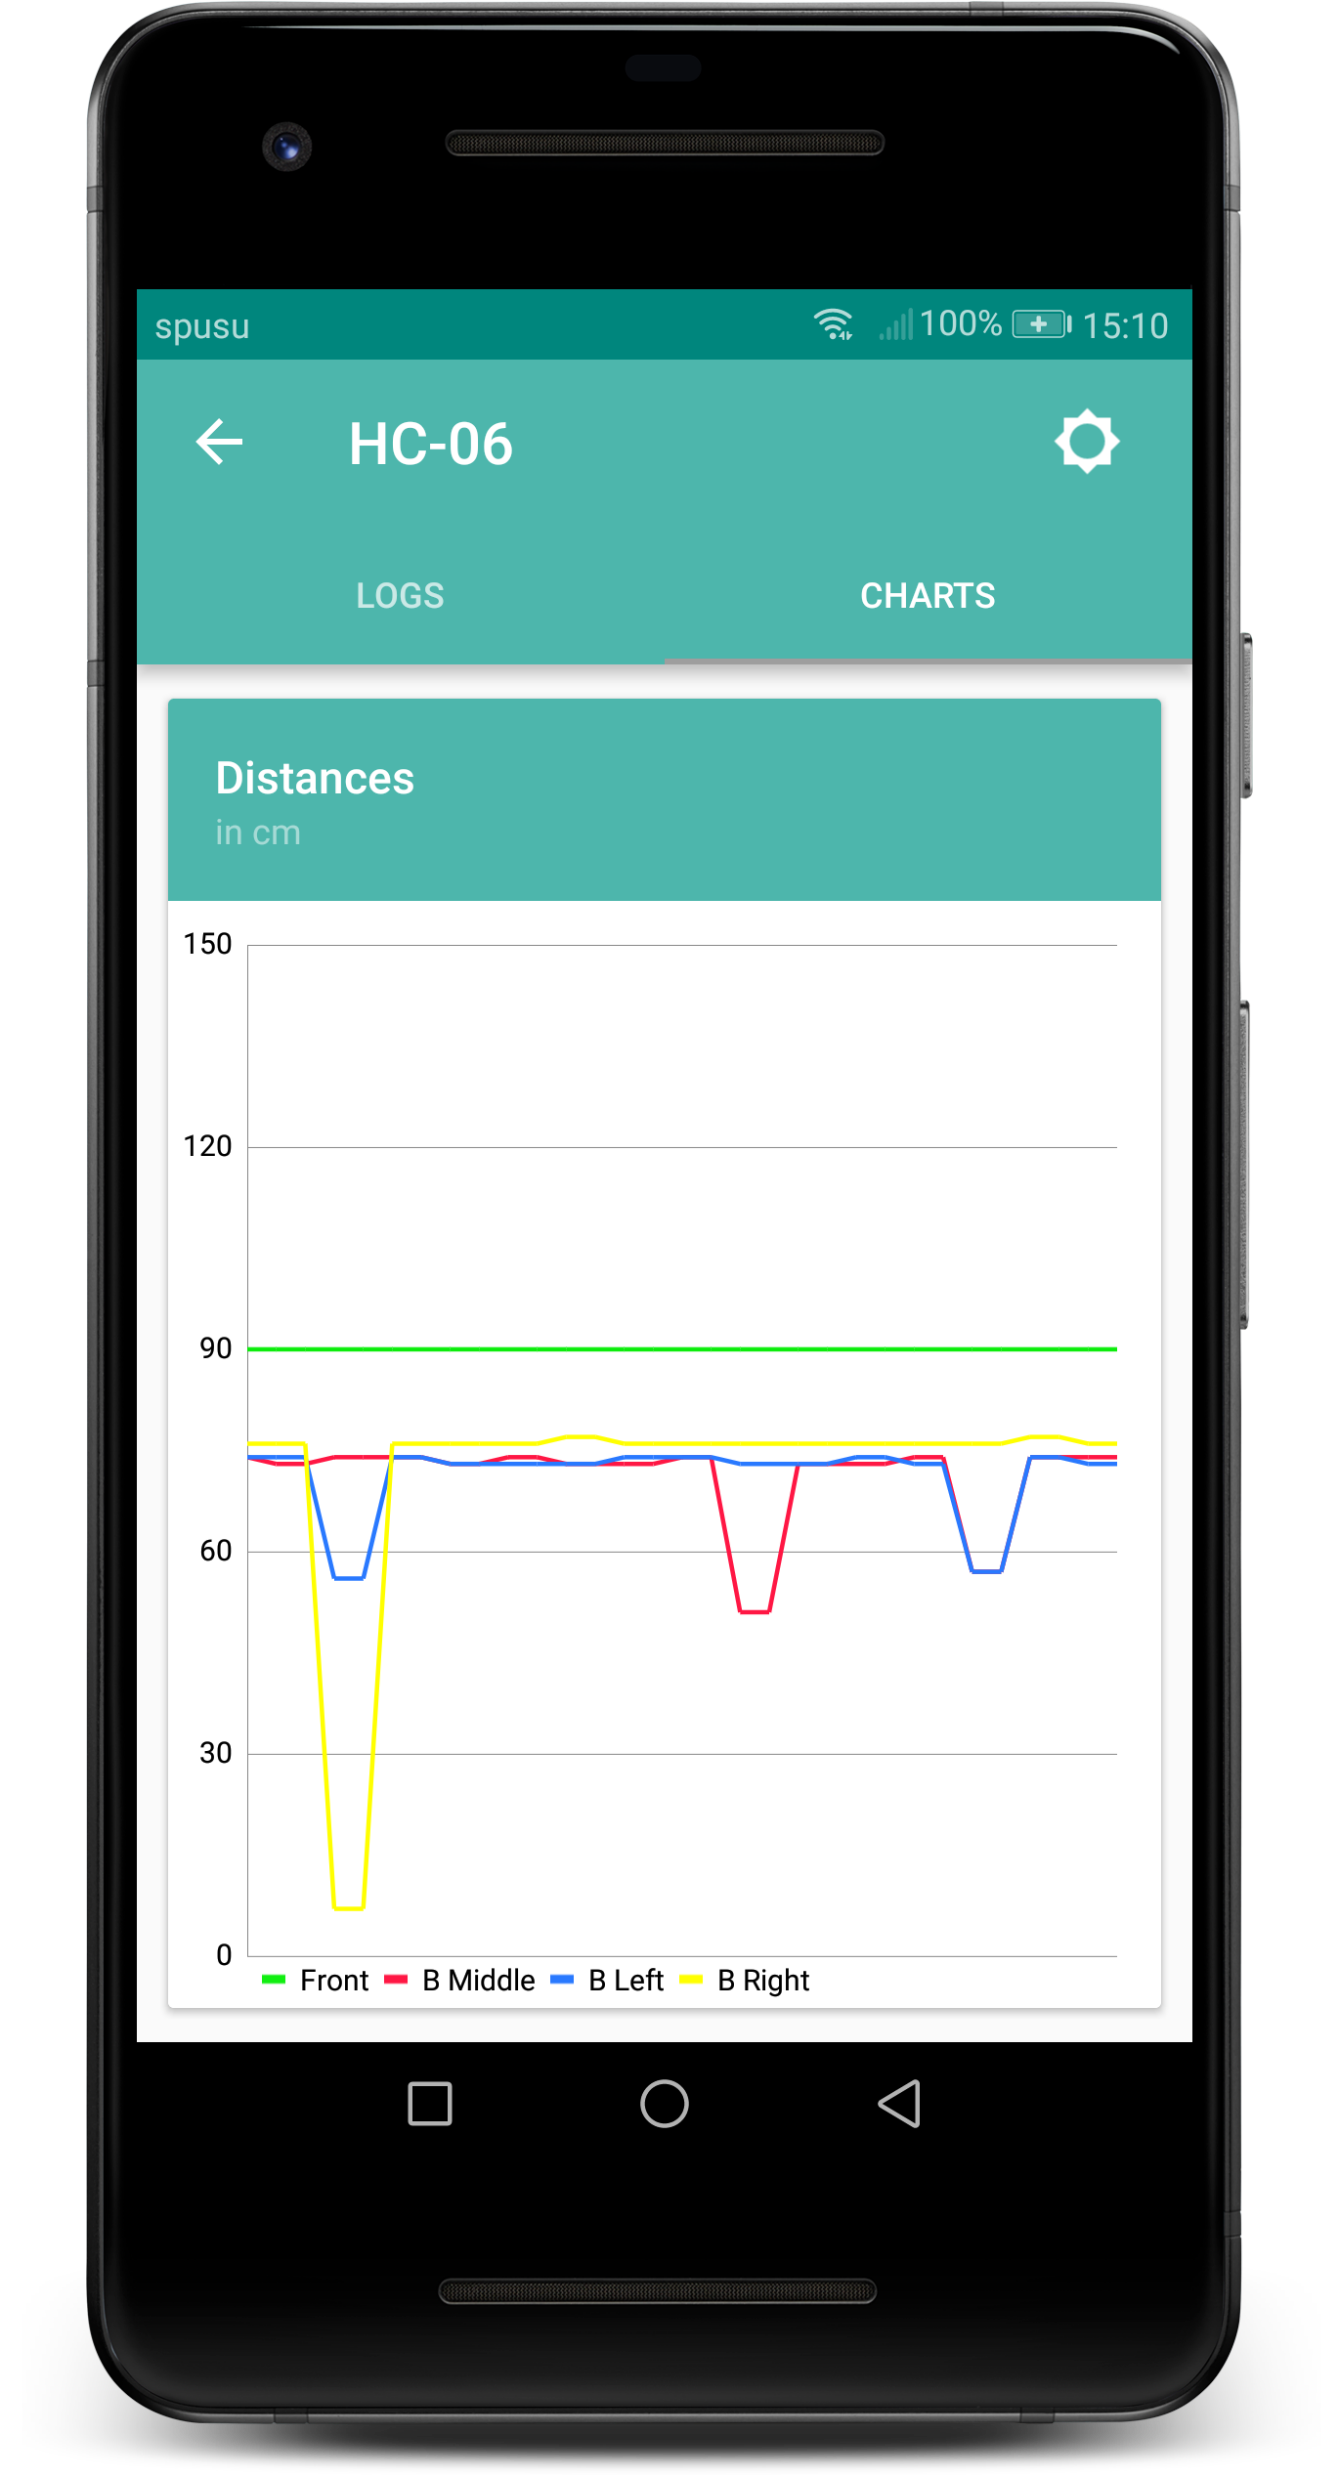 spusu 100% 15:10
HC-06
LOGS CHARTS
Distances
in cm
150
120
90
60
30
0
Front B Middle B Left B Right